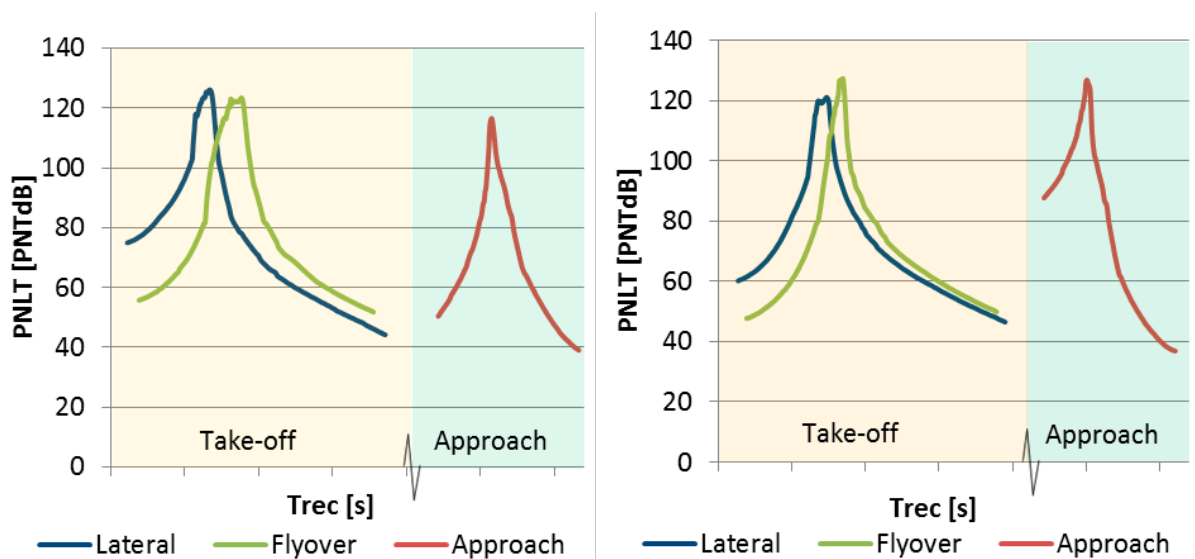 140
120
100
80
60
40
20
0
PNLT [PNTdB]
Take-off
Approach
Trec [s]
Lateral
Flyover
Approach
140
120
100
80
60
40
20
0
PNLT [PNTdB]
Take-off
Approach
Trec [s]
Lateral
Flyover
Approach